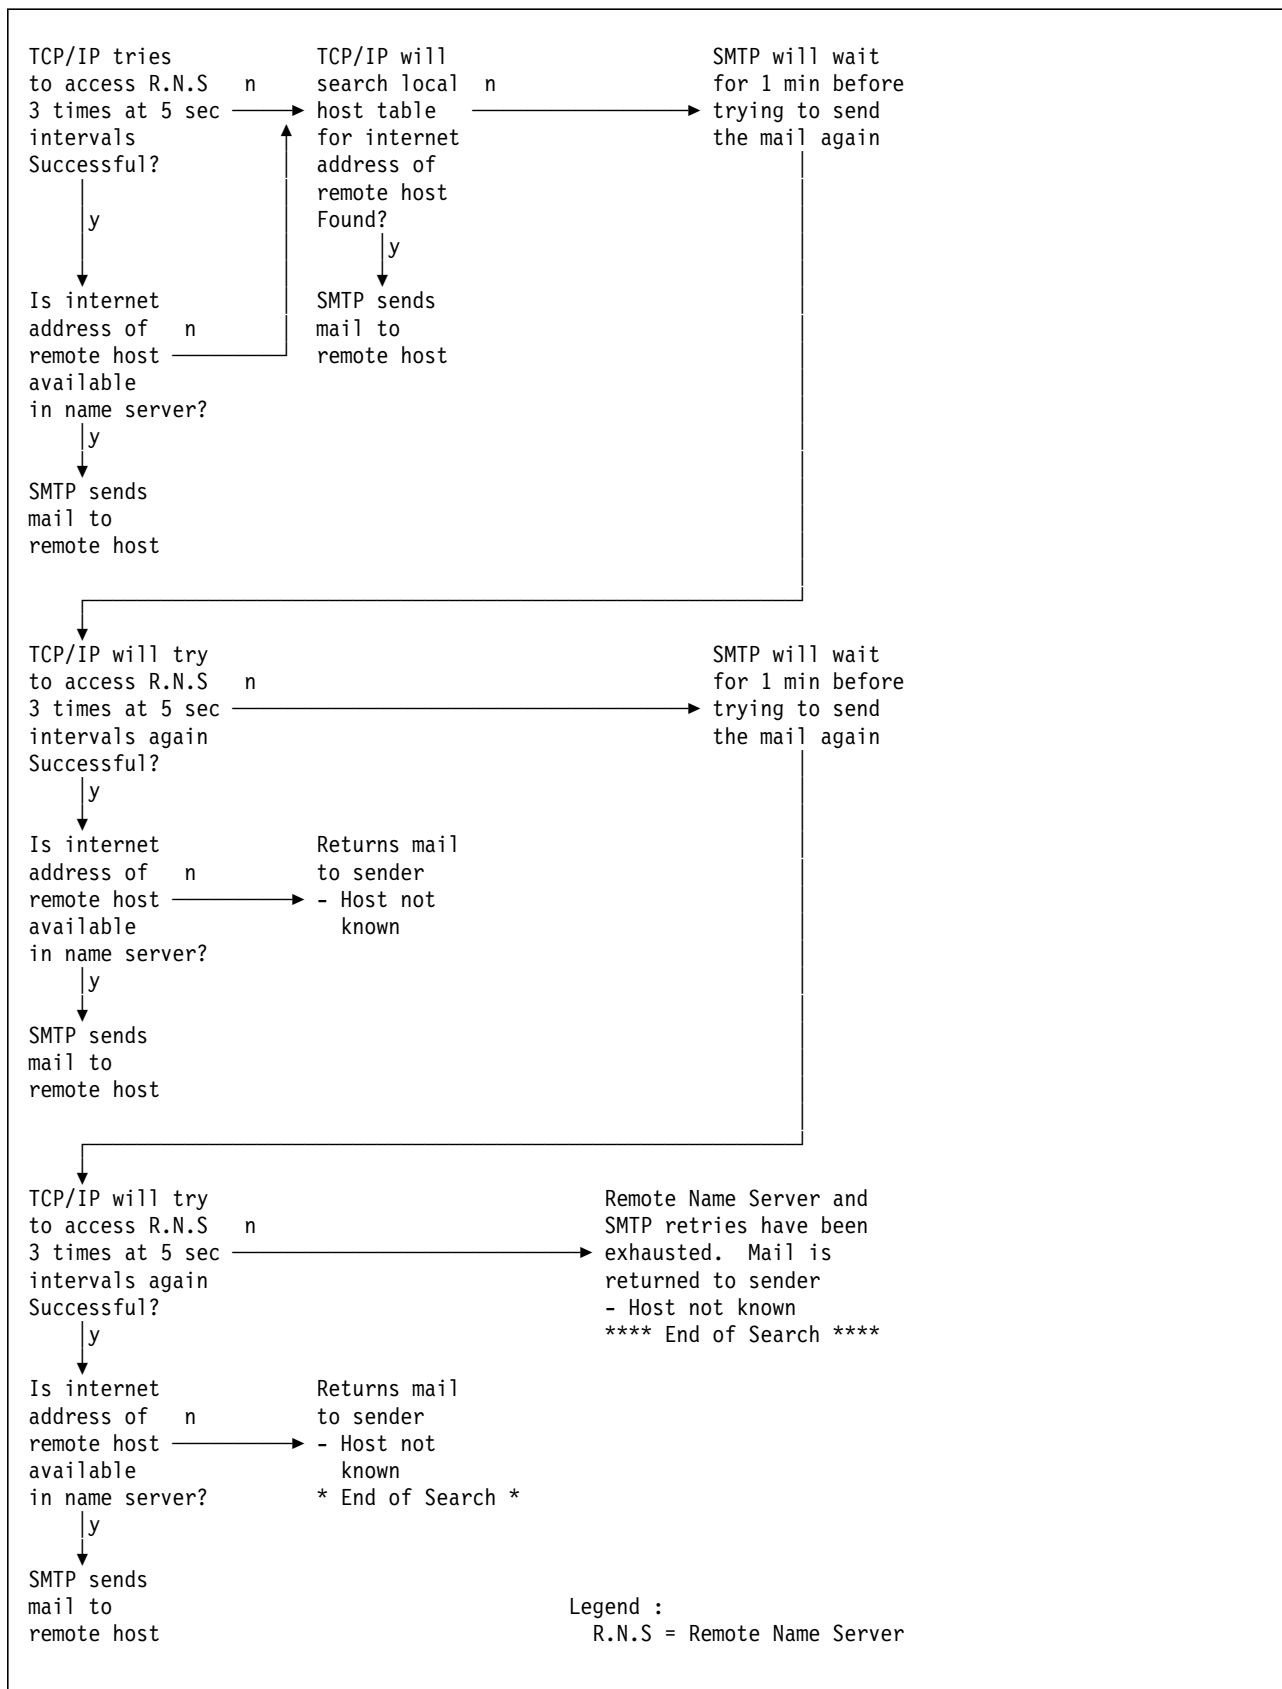 TCP/IP tries
to access R.N.S n
3 times at 5 sec
intervals
Successful?
y
TCP/IP will
search local n
host table
for internet
address of
remote host
Found?
y
SMTP will wait
for 1 min before
trying to send
the mail again
Is internet
address of n
remote host
available
in name server?
y
SMTP sends
mail to
remote host
SMTP sends
mail to
remote host
TCP/IP will try
to access R.N.S n
3 times at 5 sec
intervals again
Successful?
y
SMTP will wait
for 1 min before
trying to send
the mail again
Is internet
address of n
remote host
available
in name server?
y
Returns mail
to sender
- Host not
known
SMTP sends
mail to
remote host
TCP/IP will try
to access R.N.S n
3 times at 5 sec
intervals again
Successful?
y
Remote Name Server and
SMTP retries have been
exhausted. Mail is
returned to sender
- Host not known
**** End of Search ****
Is internet
address of n
remote host
available
in name server?
y
Returns mail
to sender
- Host not
known
* End of Search *
SMTP sends
mail to
remote host
Legend :
R.N.S = Remote Name Server